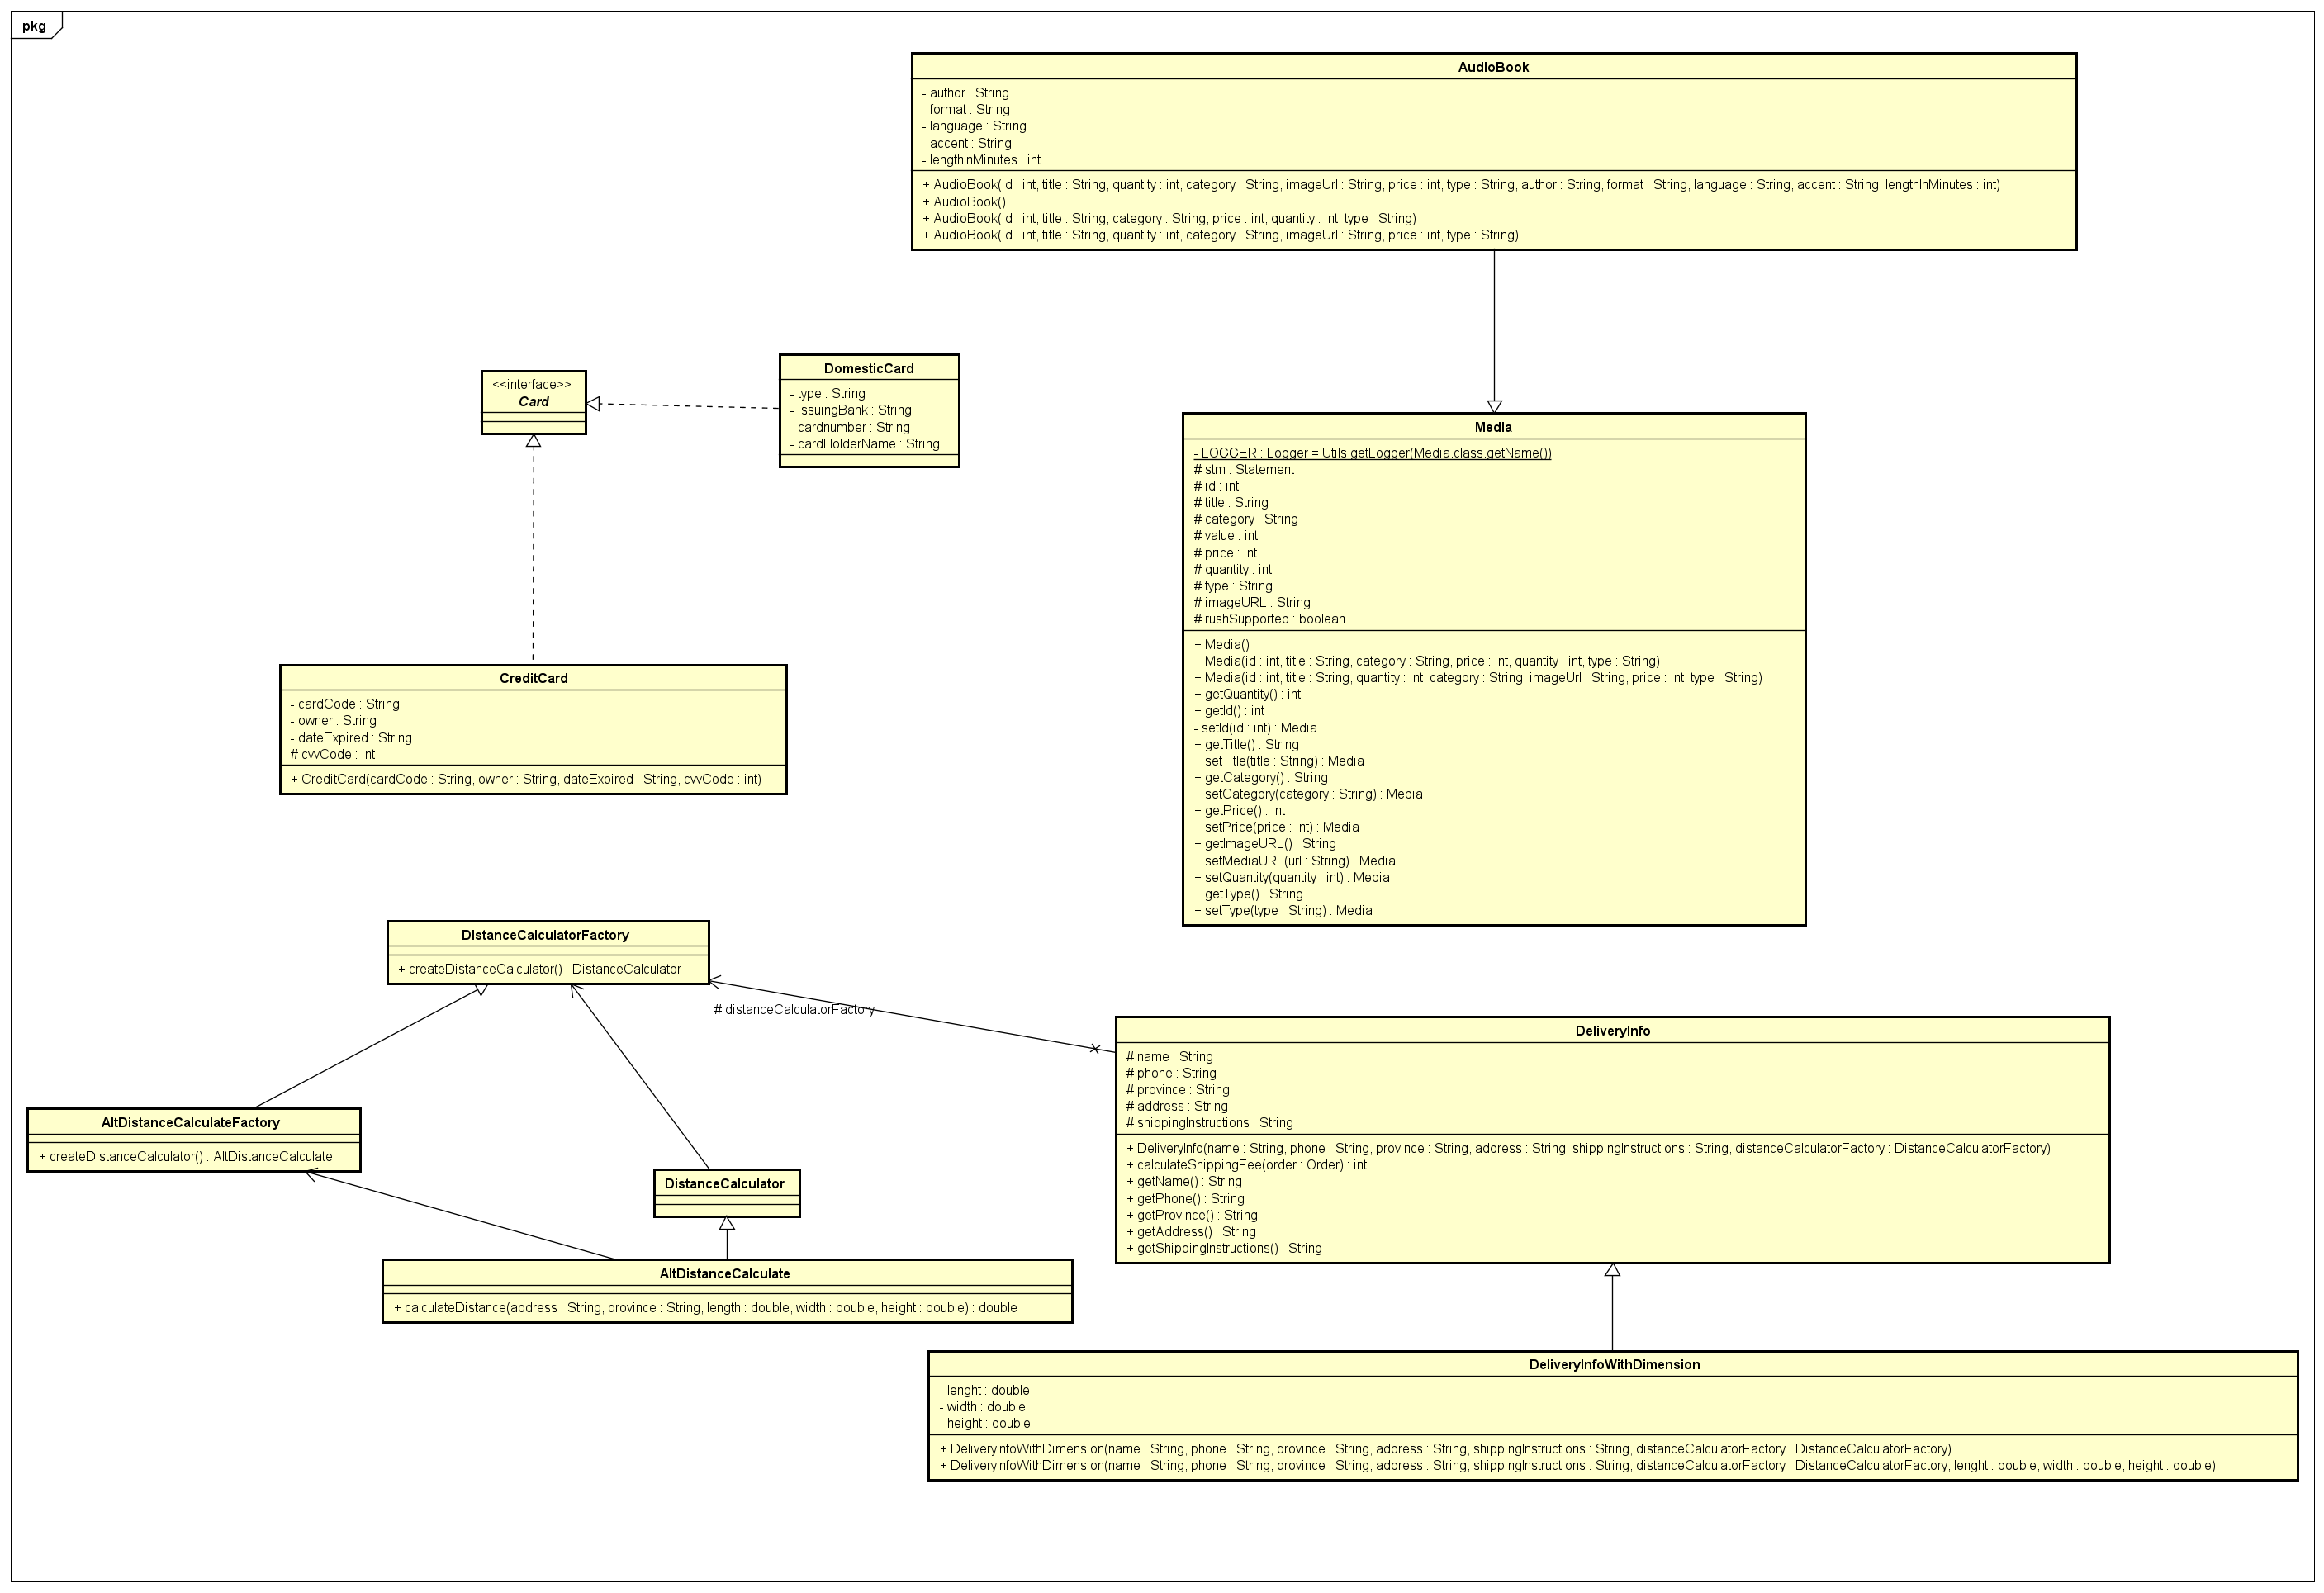 pkg
AudioBook
- author : String
- format : String
- language : String
- accent : String
- lengthInMinutes : int
+ AudioBook(id : int, title : String, quantity : int, category : String, imageUrl : String, price : int, type : String, author : String, format : String, language : String, accent : String, lengthInMinutes : int)
+ AudioBook()
+ AudioBook(id : int, title : String, category : String, price : int, quantity : int, type : String)
+ AudioBook(id : int, title : String, quantity : int, category : String, imageUrl : String, price : int, type : String)
<<interface>>
Card
DomesticCard
- type : String
- issuingBank : String
- cardnumber : String
- cardHolderName : String
Media
- LOGGER : Logger = Utils.getLogger(Media.class.getName())
# stm : Statement
# id : int
# title : String
# category : String
# value : int
# price : int
# quantity : int
# type : String
# imageURL : String
# rushSupported : boolean
+ Media()
+ Media(id : int, title : String, category : String, price : int, quantity : int, type : String)
+ Media(id : int, title : String, quantity : int, category : String, imageUrl : String, price : int, type : String)
+ getQuantity() : int
+ getId() : int
- setId(id : int) : Media
+ getTitle() : String
+ setTitle(title : String) : Media
+ getCategory() : String
+ setCategory(category : String) : Media
+ getPrice() : int
+ setPrice(price : int) : Media
+ getImageURL() : String
+ setMediaURL(url : String) : Media
+ setQuantity(quantity : int) : Media
+ getType() : String
+ setType(type : String) : Media
CreditCard
- cardCode : String
- owner : String
- dateExpired : String
# cvvCode : int
+ CreditCard(cardCode : String, owner : String, dateExpired : String, cvvCode : int)
DistanceCalculatorFactory
+ createDistanceCalculator() : DistanceCalculator
# distanceCalculatorFactory
DeliveryInfo
# name : String
# phone : String
# province : String
# address : String
# shippingInstructions : String
+ DeliveryInfo(name : String, phone : String, province : String, address : String, shippingInstructions : String, distanceCalculatorFactory : DistanceCalculatorFactory)
+ calculateShippingFee(order : Order) : int
+ getName() : String
+ getPhone() : String
+ getProvince() : String
+ getAddress() : String
+ getShippingInstructions() : String
AltDistanceCalculateFactory
+ createDistanceCalculator() : AltDistanceCalculate
DistanceCalculator
AltDistanceCalculate
+ calculateDistance(address : String, province : String, length : double, width : double, height : double) : double
DeliveryInfoWithDimension
- lenght : double
- width : double
- height : double
+ DeliveryInfoWithDimension(name : String, phone : String, province : String, address : String, shippingInstructions : String, distanceCalculatorFactory : DistanceCalculatorFactory)
+ DeliveryInfoWithDimension(name : String, phone : String, province : String, address : String, shippingInstructions : String, distanceCalculatorFactory : DistanceCalculatorFactory, lenght : double, width : double, height : double)